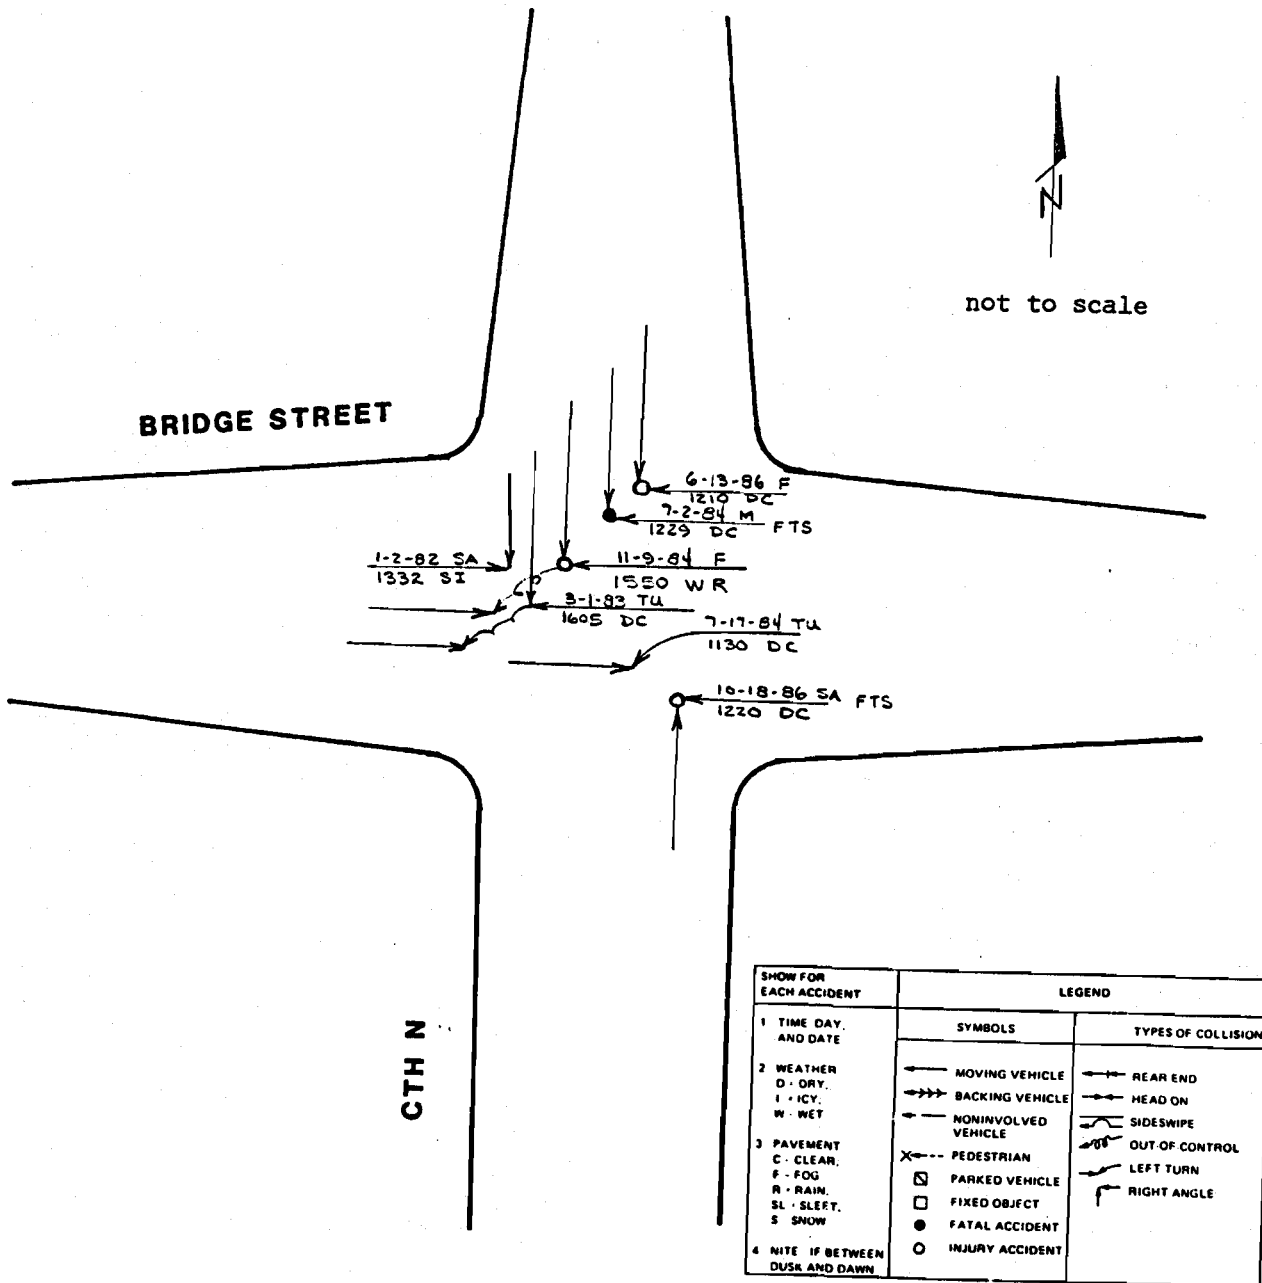 N
not to scale
BRIDGE STREET
6-13-86 F
1210 DC
7-2-84 M
1229 DC FTS
1-2-82 SA
1332 SI
11-9-84 F
1550 WR
3-1-83 TU
1605 DC
7-17-84 TU
1130 DC
10-18-86 SA
1220 DC FTS
CTH N
SHOW FOR
EACH ACCIDENT
1 TIME DAY,
AND DATE
2 WEATHER
D - DRY,
I - ICY,
W - WET
3 PAVEMENT
C - CLEAR,
F - FOG
R - RAIN,
SL - SLEET,
S SNOW
4 NITE IF BETWEEN
DUSK AND DAWN
LEGEND
SYMBOLS
MOVING VEHICLE
BACKING VEHICLE
NONINVOLVED
VEHICLE
PEDESTRIAN
PARKED VEHICLE
FIXED OBJECT
FATAL ACCIDENT
INJURY ACCIDENT
TYPES OF COLLISION
REAR END
HEAD ON
SIDESWIPE
OUT-OF-CONTROL
LEFT TURN
RIGHT ANGLE